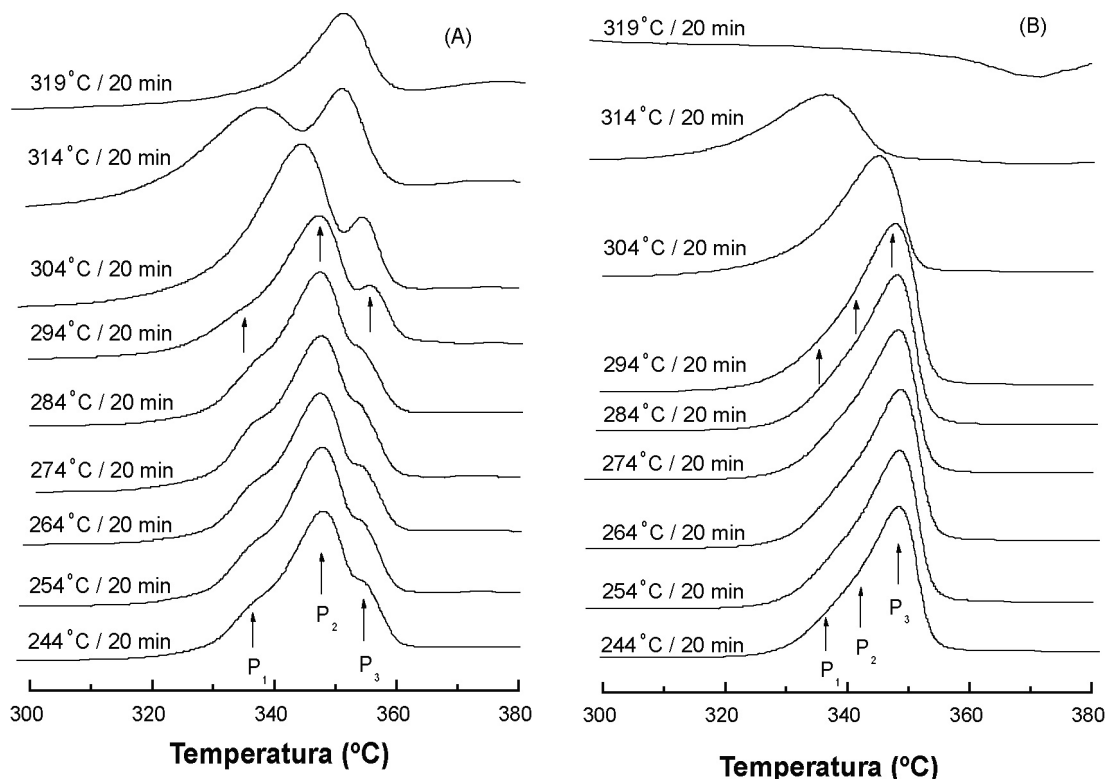 (A)
319°C / 20 min
314°C / 20 min
304°C / 20 min
294°C / 20 min
284°C / 20 min
274°C / 20 min
264°C / 20 min
254°C / 20 min
244°C / 20 min
P₁
P₂
P₃
300 320 340 360 380
Temperatura (ºC)
(B)
319°C / 20 min
314°C / 20 min
304°C / 20 min
294°C / 20 min
284°C / 20 min
274°C / 20 min
264°C / 20 min
254°C / 20 min
244°C / 20 min
P₁
P₂
P₃
300 320 340 360 380
Temperatura (ºC)